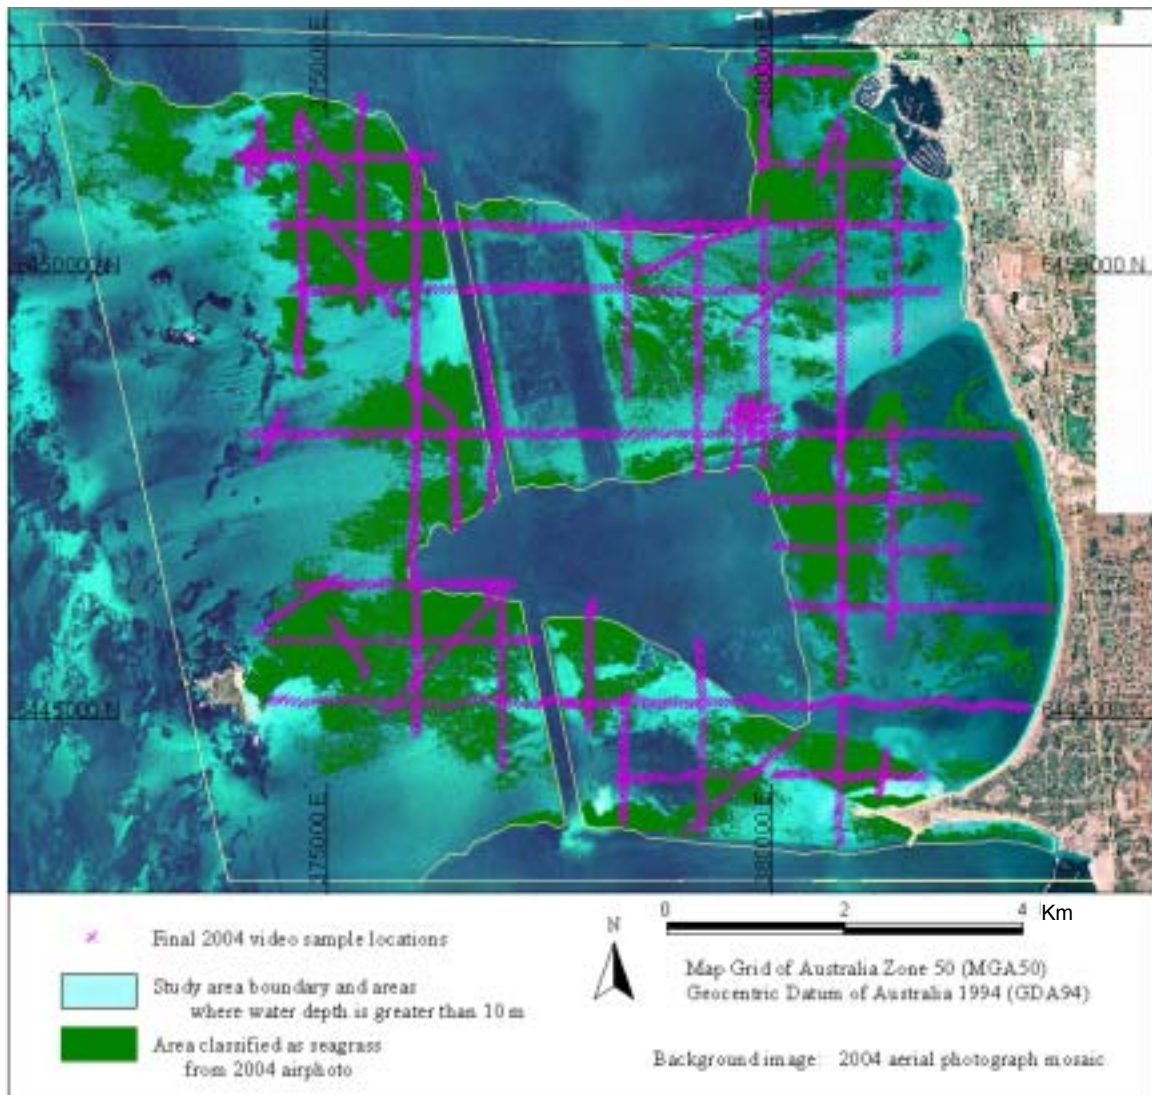 375000 E
380000 E
6450000 N
6450000 N
6445000 N
6445000 N
375000 E
380000 E
Final 2004 video sample locations
Study area boundary and areas
where water depth is greater than 10 m
Area classified as seagrass
from 2004 airphoto
N
0 2 4 Km
Map Grid of Australia Zone 50 (MGA50)
Geocentric Datum of Australia 1994 (GDA94)
Background image: 2004 aerial photograph mosaic